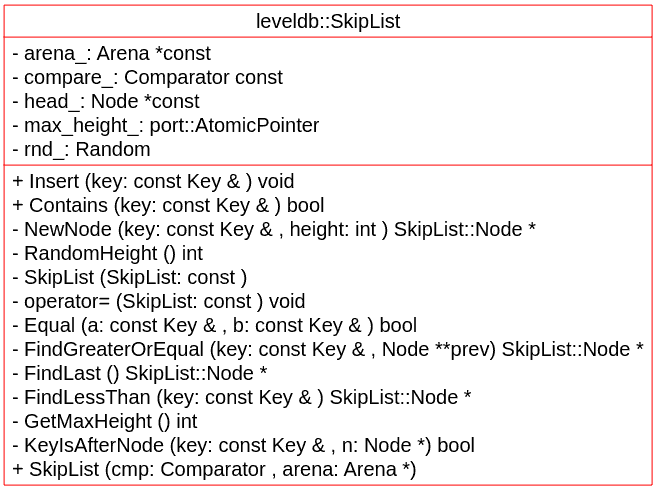 leveldb::SkipList
- arena_: Arena *const
- compare_: Comparator const
- head_: Node *const
- max_height_: port::AtomicPointer
- rnd_: Random
+ Insert (key: const Key & ) void
+ Contains (key: const Key & ) bool
- NewNode (key: const Key & , height: int ) SkipList::Node *
- RandomHeight () int
- SkipList (SkipList: const )
- operator= (SkipList: const ) void
- Equal (a: const Key & , b: const Key & ) bool
- FindGreaterOrEqual (key: const Key & , Node **prev) SkipList::Node *
- FindLast () SkipList::Node *
- FindLessThan (key: const Key & ) SkipList::Node *
- GetMaxHeight () int
- KeyIsAfterNode (key: const Key & , n: Node *) bool
+ SkipList (cmp: Comparator , arena: Arena *)